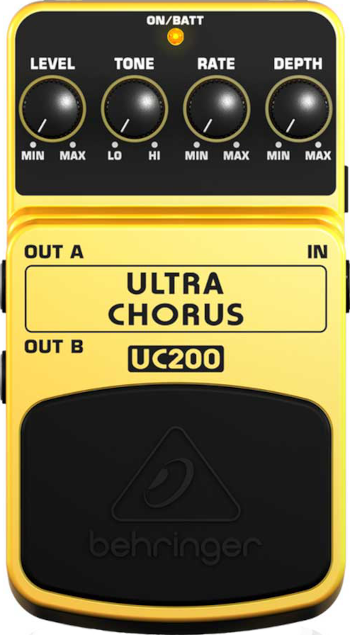 ON/BATT
LEVEL TONE RATE DEPTH
MIN MAX LO HI MIN MAX MIN MAX
OUT A IN
ULTRA
CHORUS
OUT B
UC200
behringer